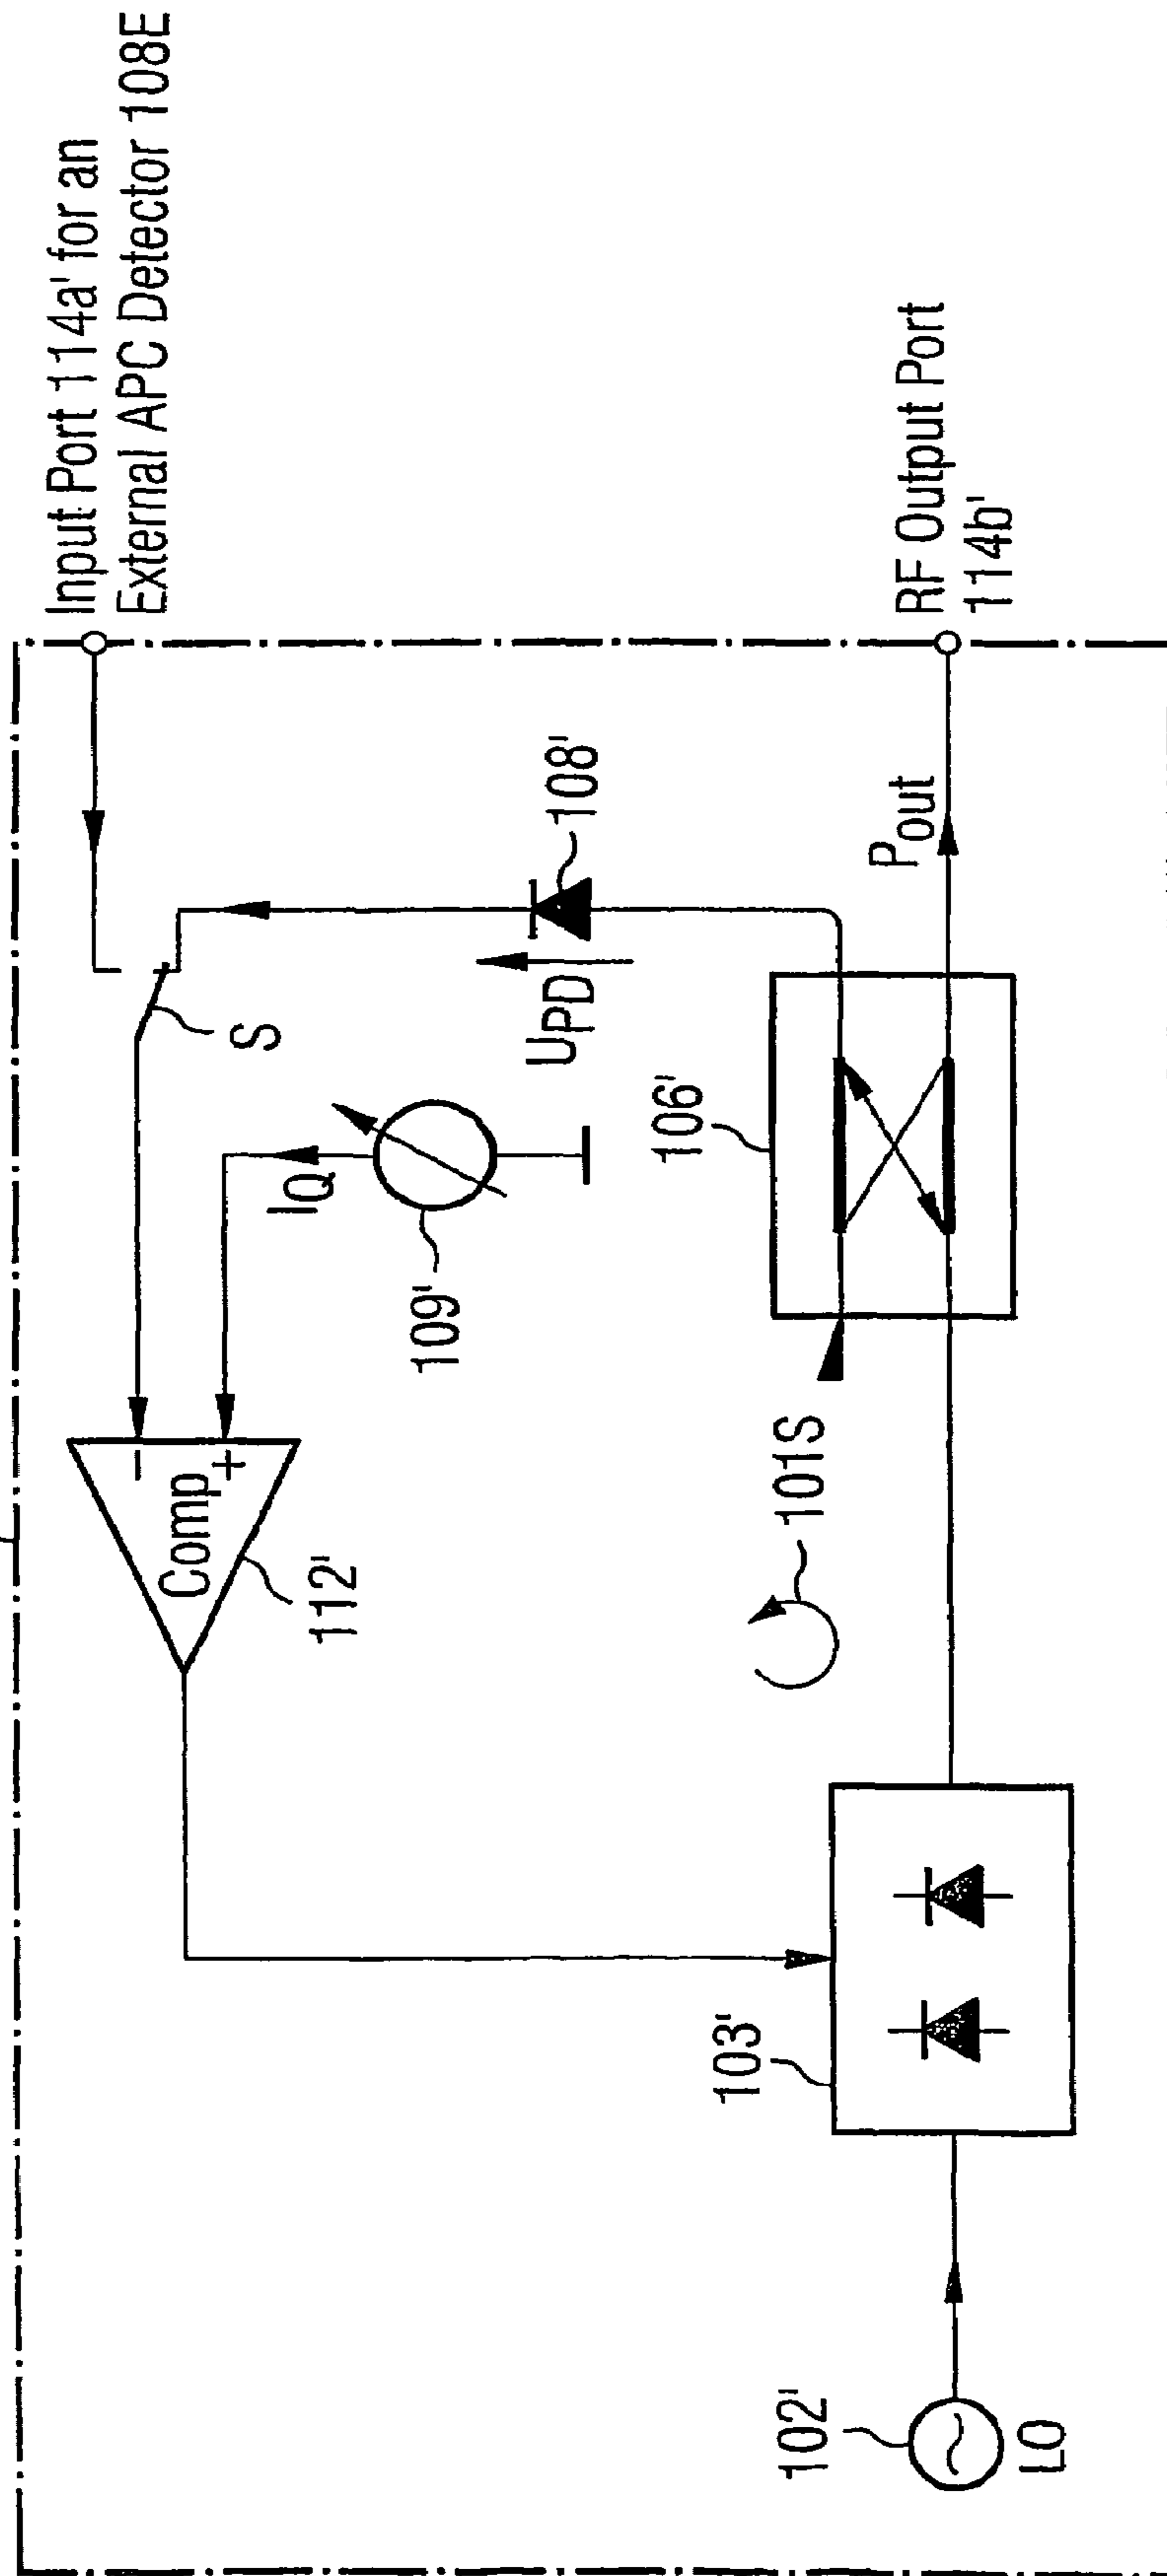 Input Port 114a' for an
External APC Detector 108E
S
Comp
-
+
112'
I_Q
109'
U_PD
108'
106'
101S
P_out
RF Output Port
114b'
103'
102'
LO